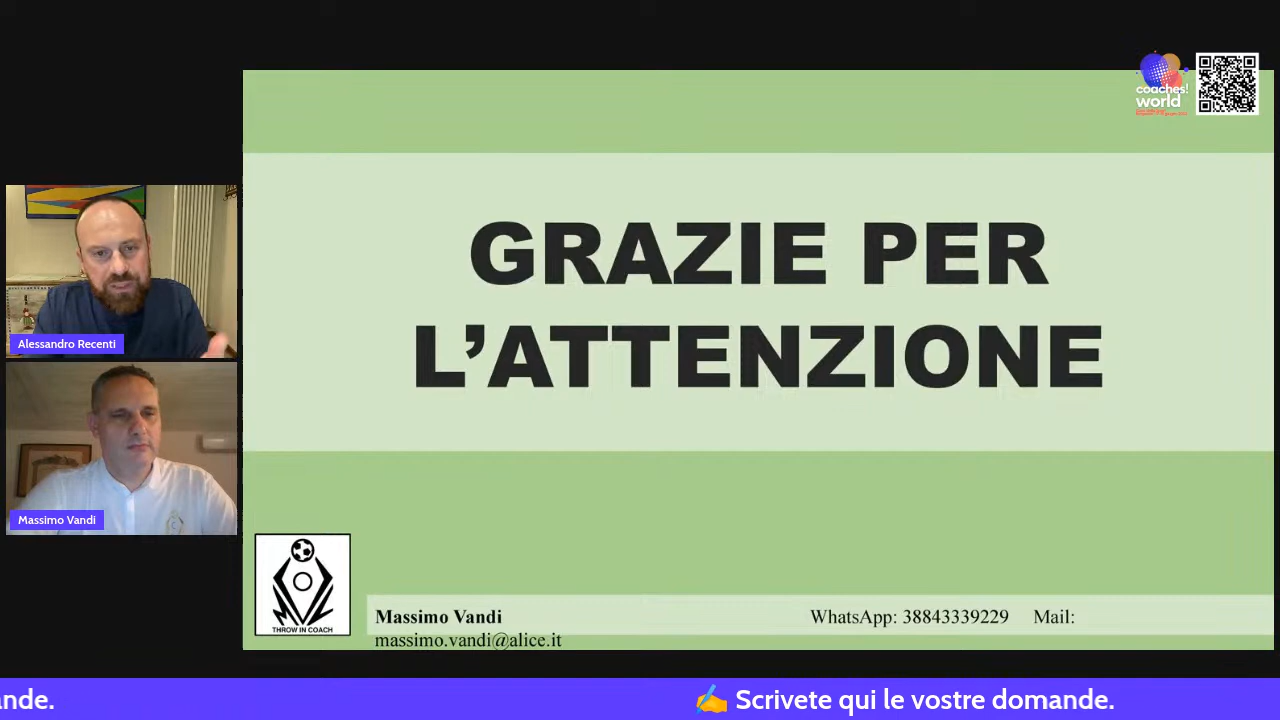 coaches!
world
GRAZIE PER
L’ATTENZIONE
Alessandro Recenti
Massimo Vandi
THROW IN COACH
Massimo Vandi WhatsApp: 38843339229 Mail:
massimo.vandi@alice.it
ande. ✍️ Scrivete qui le vostre domande.